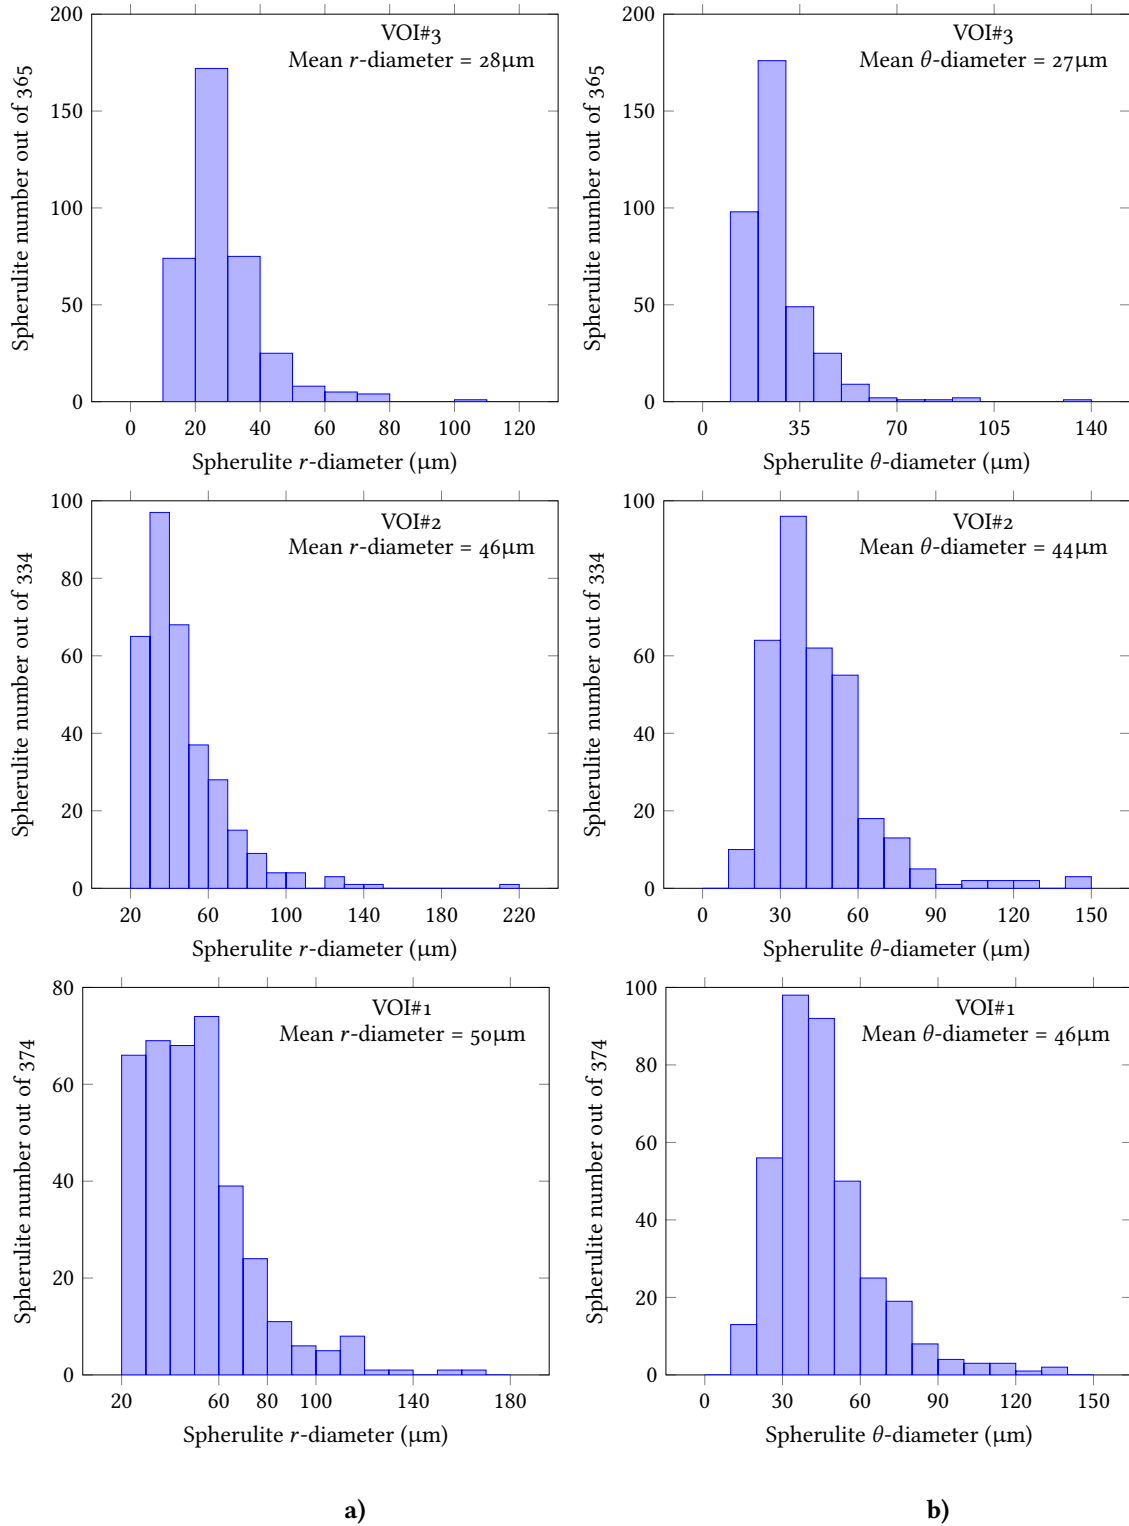 VOI#3
Mean r-diameter = 28μm
200
150
100
50
0
0 20 40 60 80 100 120
Spherulite number out of 365
Spherulite r-diameter (μm)
VOI#3
Mean θ-diameter = 27μm
200
150
100
50
0
0 35 70 105 140
Spherulite number out of 365
Spherulite θ-diameter (μm)
VOI#2
Mean r-diameter = 46μm
100
80
60
40
20
0
20 60 100 140 180 220
Spherulite number out of 334
Spherulite r-diameter (μm)
VOI#2
Mean θ-diameter = 44μm
100
80
60
40
20
0
0 30 60 90 120 150
Spherulite number out of 334
Spherulite θ-diameter (μm)
VOI#1
Mean r-diameter = 50μm
80
60
40
20
0
20 60 80 100 140 180
Spherulite number out of 374
Spherulite r-diameter (μm)
VOI#1
Mean θ-diameter = 46μm
100
80
60
40
20
0
0 30 60 90 120 150
Spherulite number out of 374
Spherulite θ-diameter (μm)
a)
b)